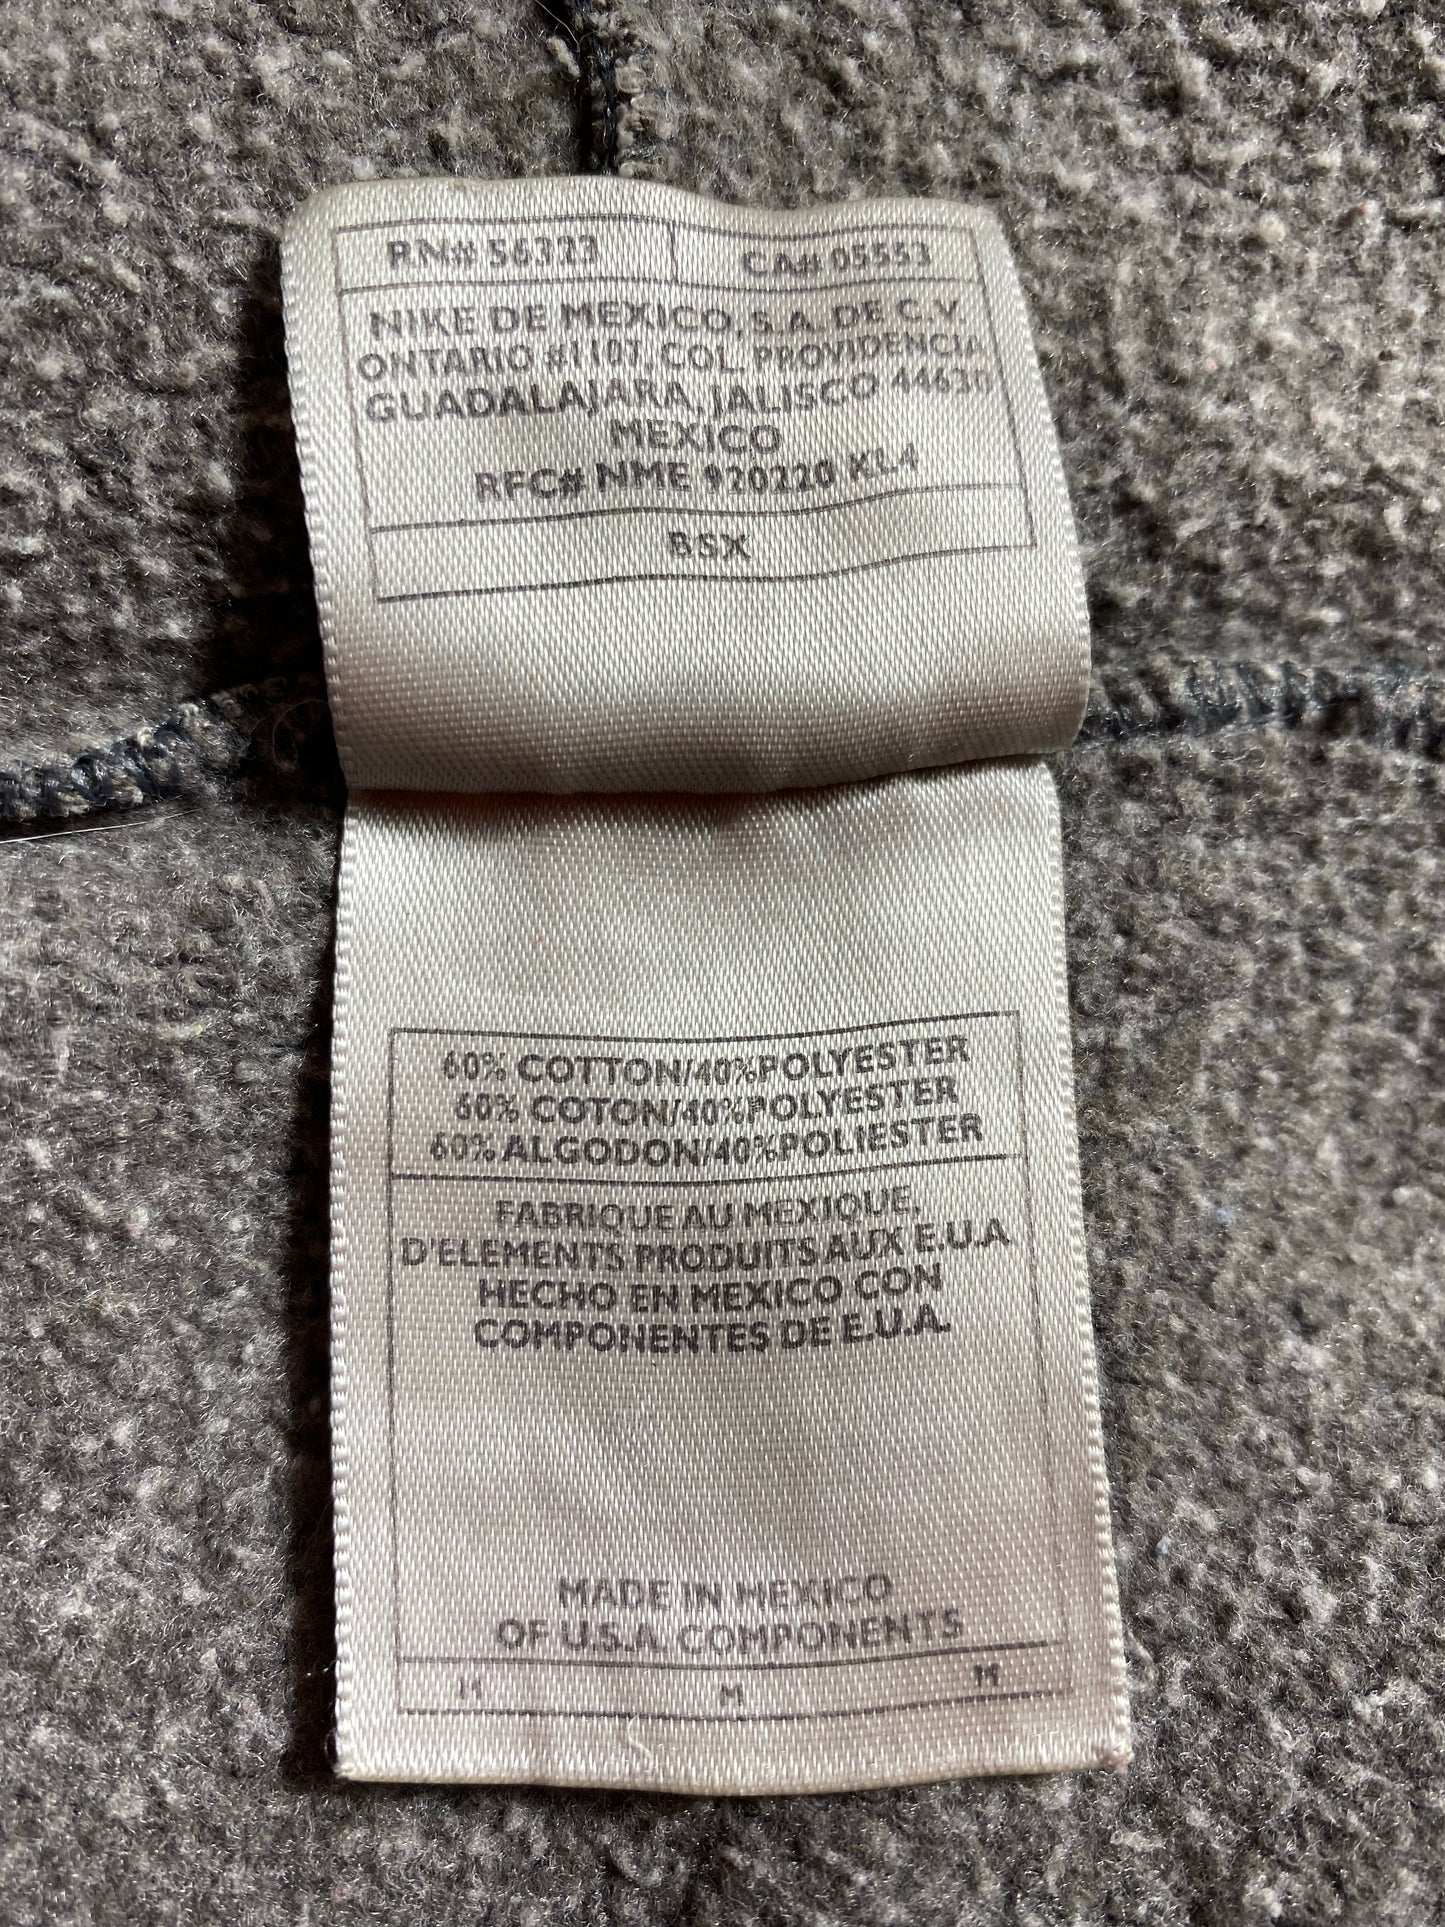 RN# 56323 CA# 05553
NIKE DE MEXICO, S.A. DE C.V.
ONTARIO #1107, COL. PROVIDENCIA
GUADALAJARA, JALISCO 44630
MEXICO
RFC# NME 920220 KL4
BSX
60% COTTON/40%POLYESTER
60% COTON/40%POLYESTER
60% ALGODON/40%POLIESTER
FABRIQUE AU MEXIQUE,
D'ELEMENTS PRODUITS AUX E.U.A
HECHO EN MEXICO CON
COMPONENTES DE E.U.A.
MADE IN MEXICO
OF U.S.A. COMPONENTS
M M M